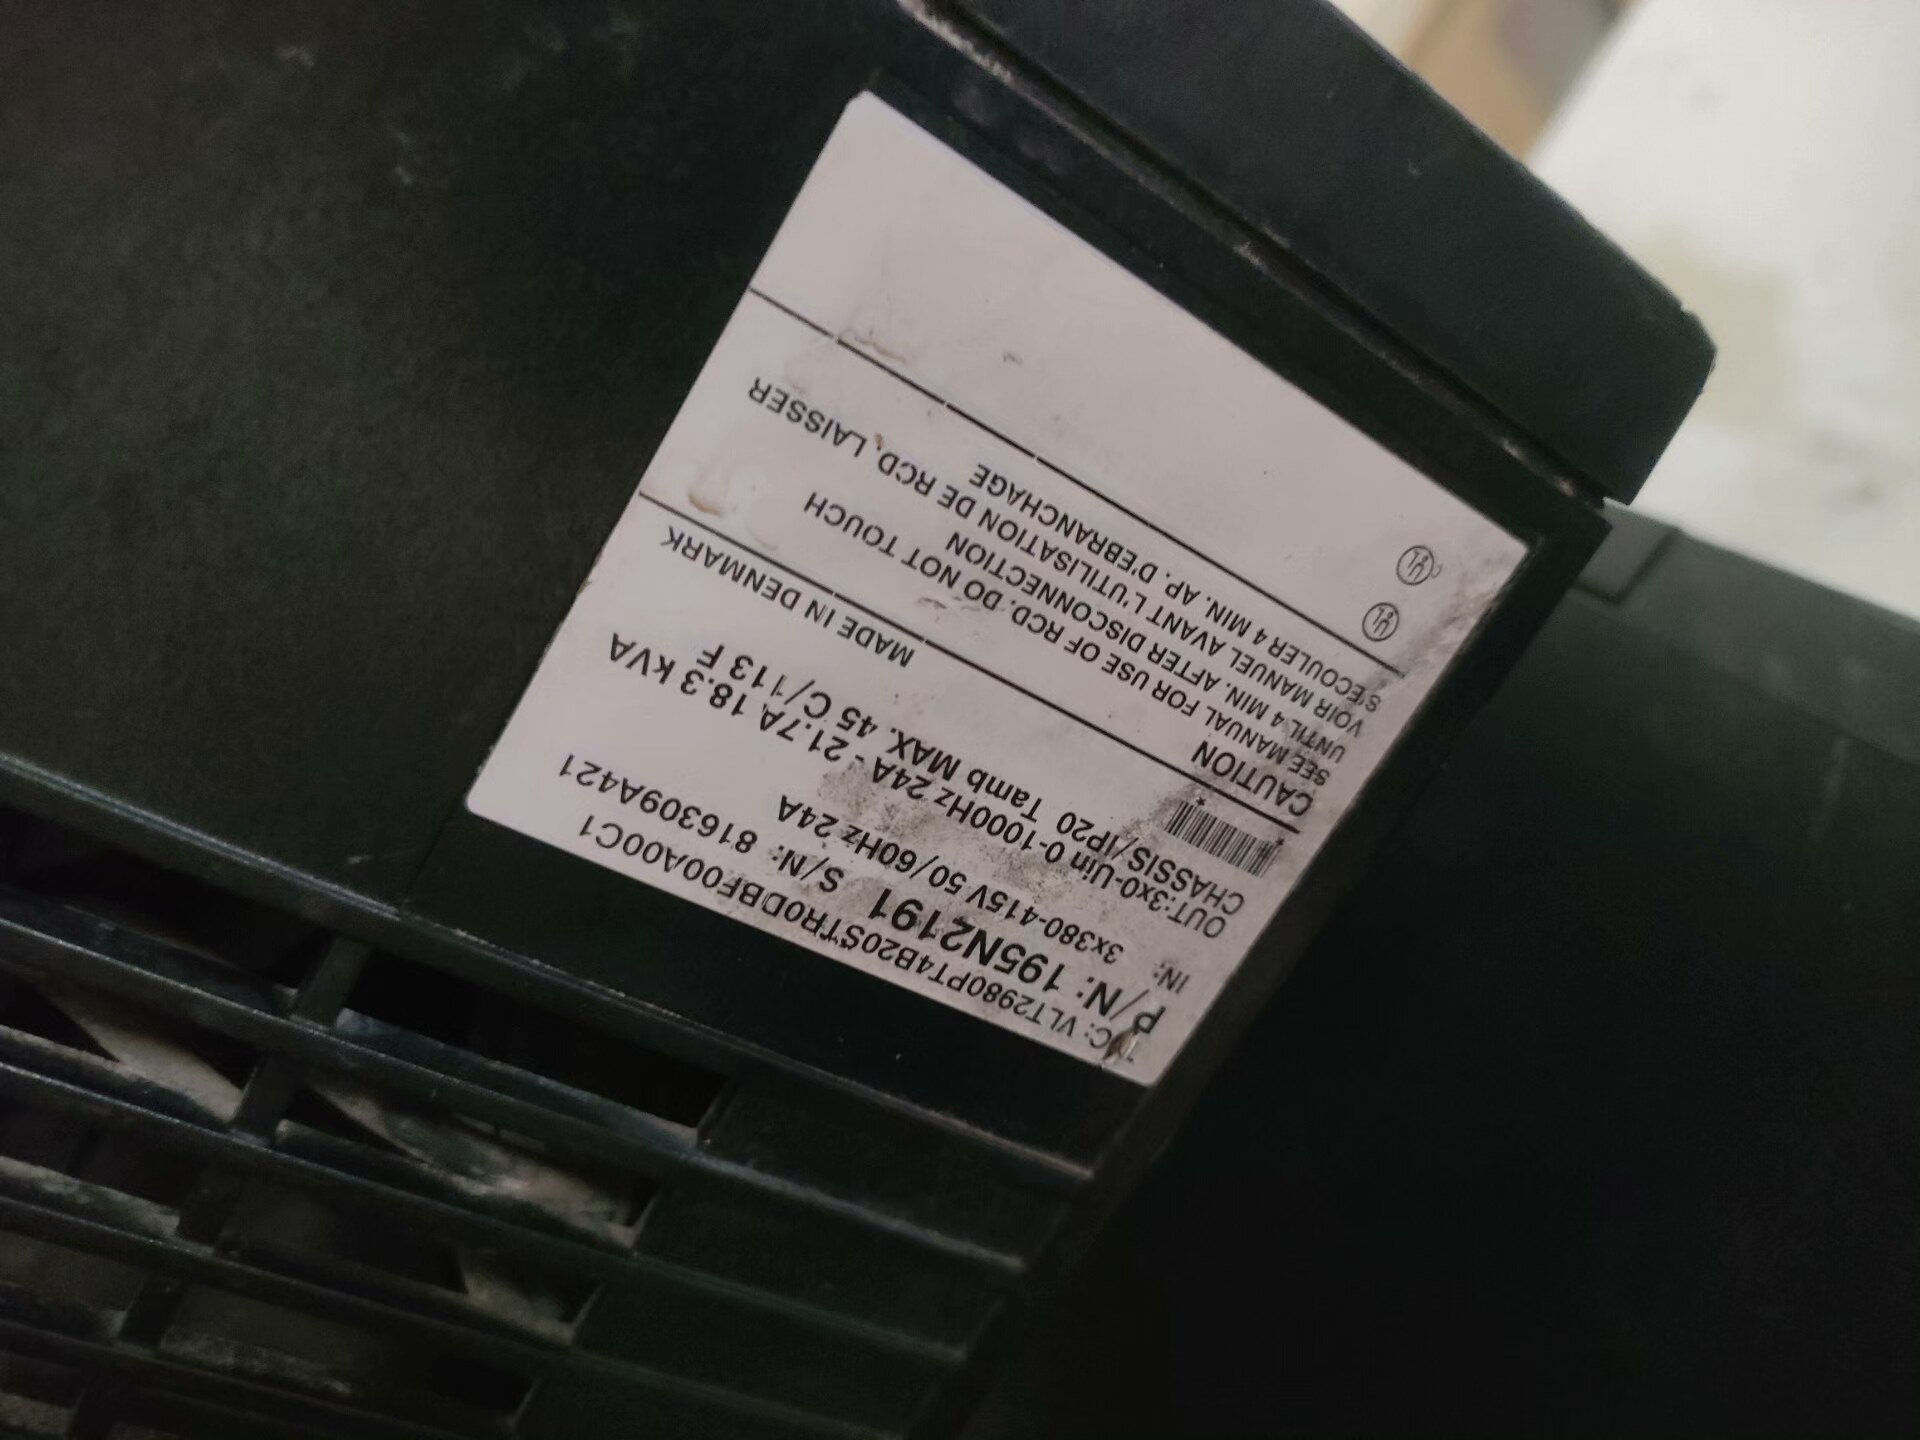 T/C: VLT2980PT4B20STR0DBF00A00C1
P/N: 195N2191 S/N: 816309A421
IN: 3x380-415V 50/60Hz 24A
OUT:3x0-Uin 0-1000Hz 24A - 21.7A 18.3 kVA
CHASSIS/IP20 Tamb MAX. 45 C/113 F
* *
MADE IN DENMARK
CAUTION
SEE MANUAL FOR USE OF RCD. DO NOT TOUCH
UNTIL 4 MIN. AFTER DISCONNECTION
VOIR MANUEL AVANT L'UTILISATION DE RCD, LAISSER
S'ECOULER 4 MIN. AP. D'EBRANCHAGE